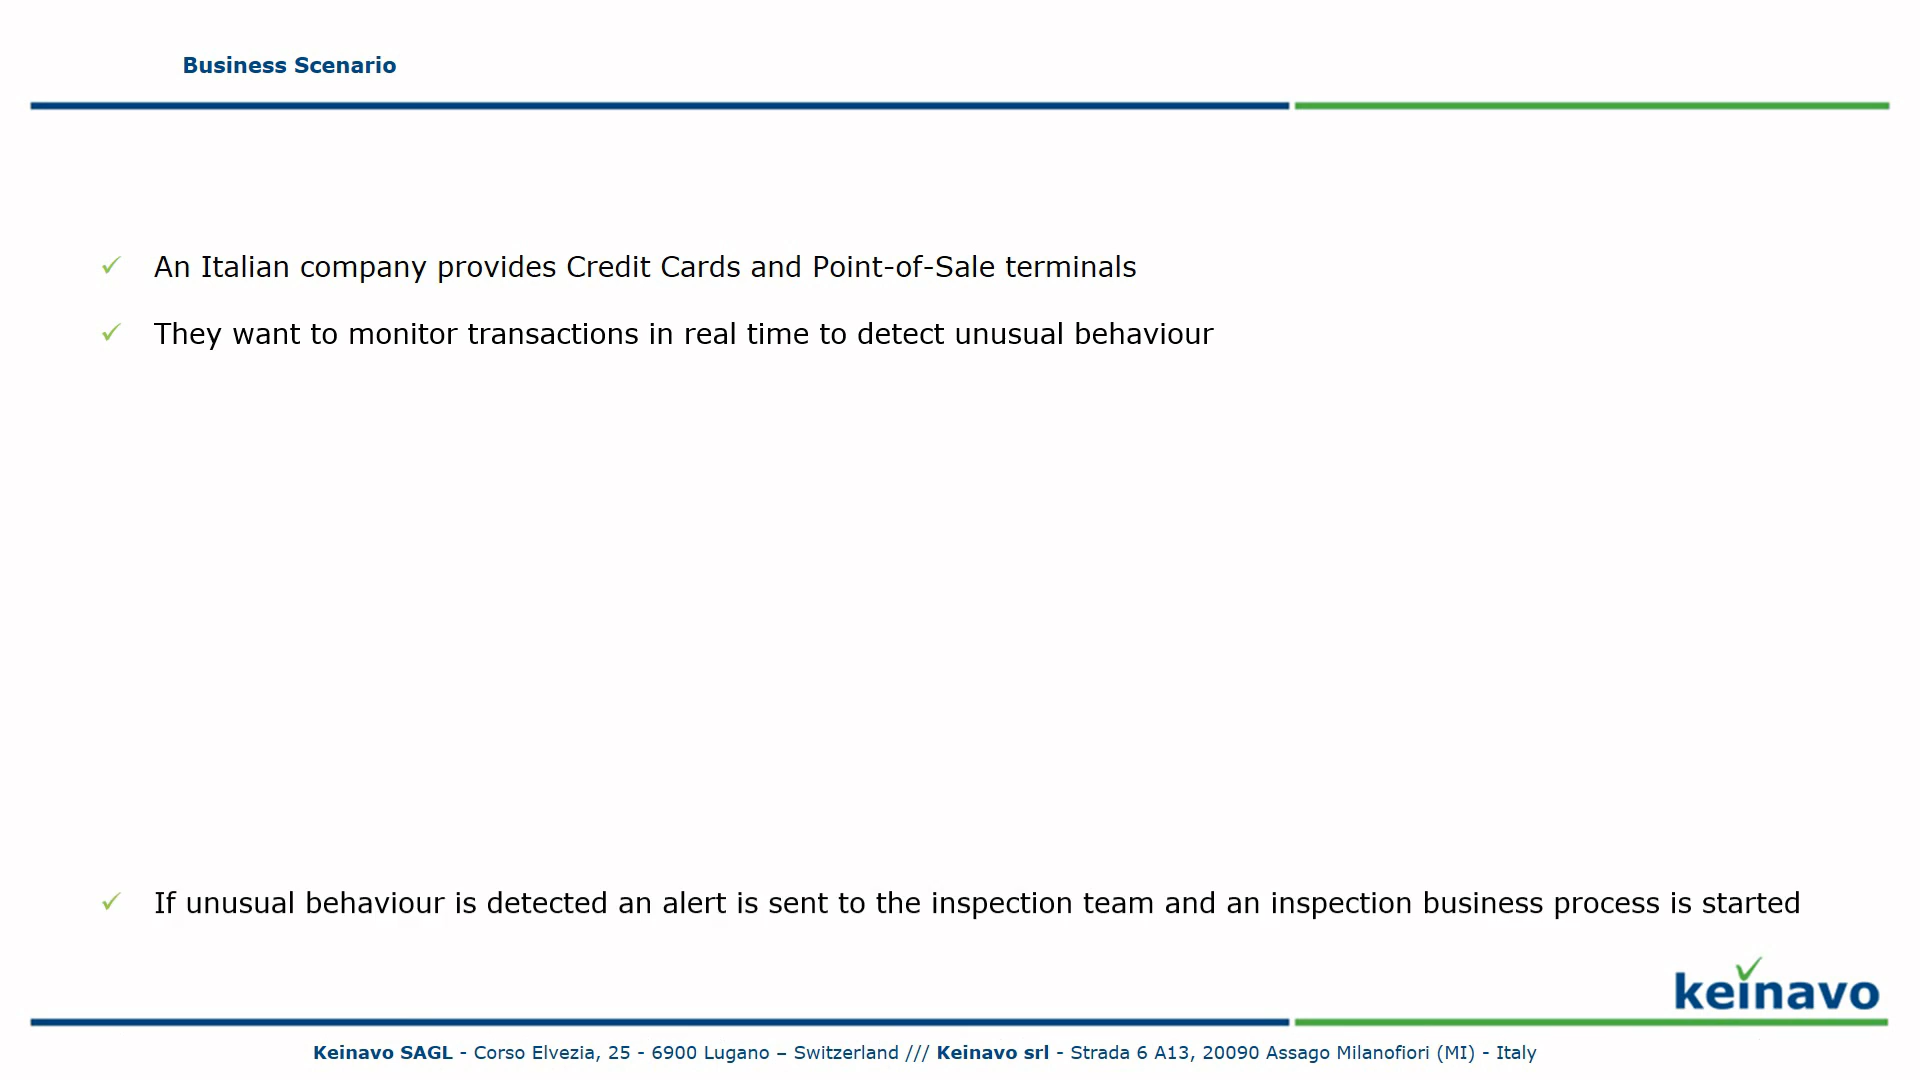 Business Scenario
An Italian company provides Credit Cards and Point-of-Sale terminals
They want to monitor transactions in real time to detect unusual behaviour
If unusual behaviour is detected an alert is sent to the inspection team and an inspection business process is started
keinavo
Keinavo SAGL - Corso Elvezia, 25 - 6900 Lugano – Switzerland /// Keinavo srl - Strada 6 A13, 20090 Assago Milanofiori (MI) - Italy